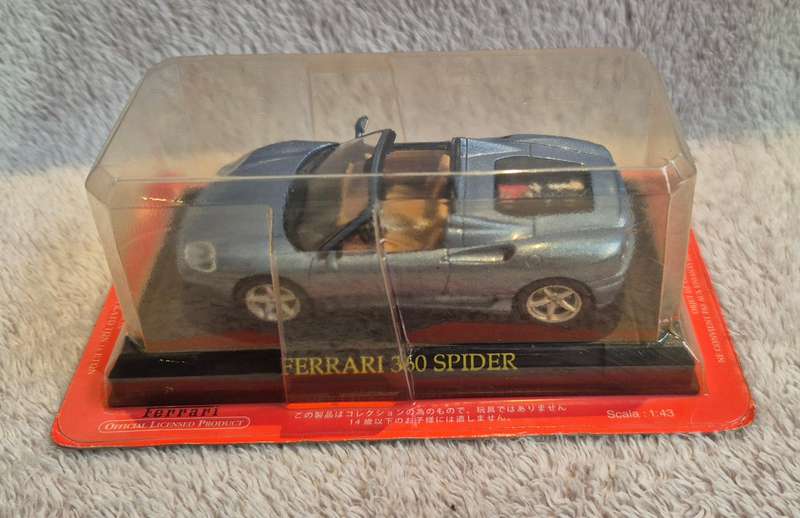 FERRARI 360 SPIDER
Ferrari
OFFICIAL LICENSED PRODUCT
この製品はコレクションの為のもので、玩具ではありません
14歳以下のお子様には適しません。
Scala : 1:43